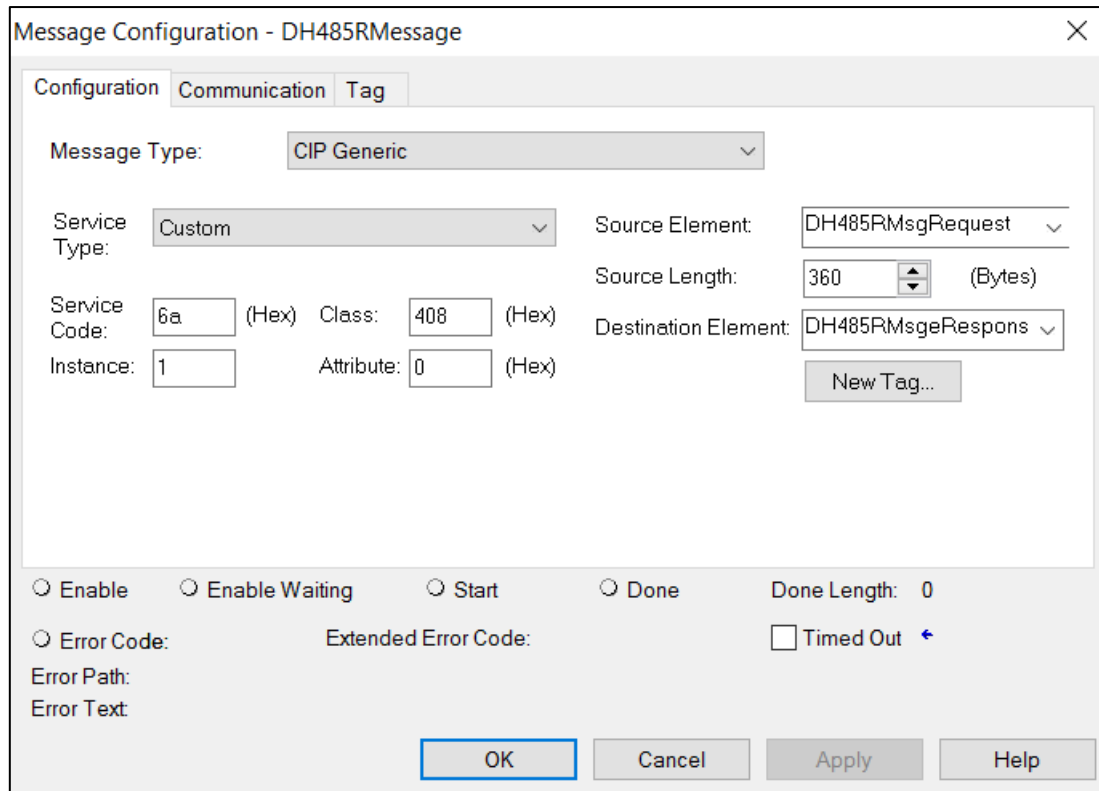 Message Configuration - DH485RMessage
Configuration Communication Tag
Message Type: CIP Generic
Service Type: Custom
Source Element: DH485RMsgRequest
Source Length: 360 (Bytes)
Service Code: 6a (Hex) Class: 408 (Hex)
Destination Element: DH485RMsgeRespons
Instance: 1 Attribute: 0 (Hex)
New Tag...
Enable Enable Waiting Start Done Done Length: 0
Error Code: Extended Error Code: Timed Out
Error Path:
Error Text:
OK Cancel Apply Help